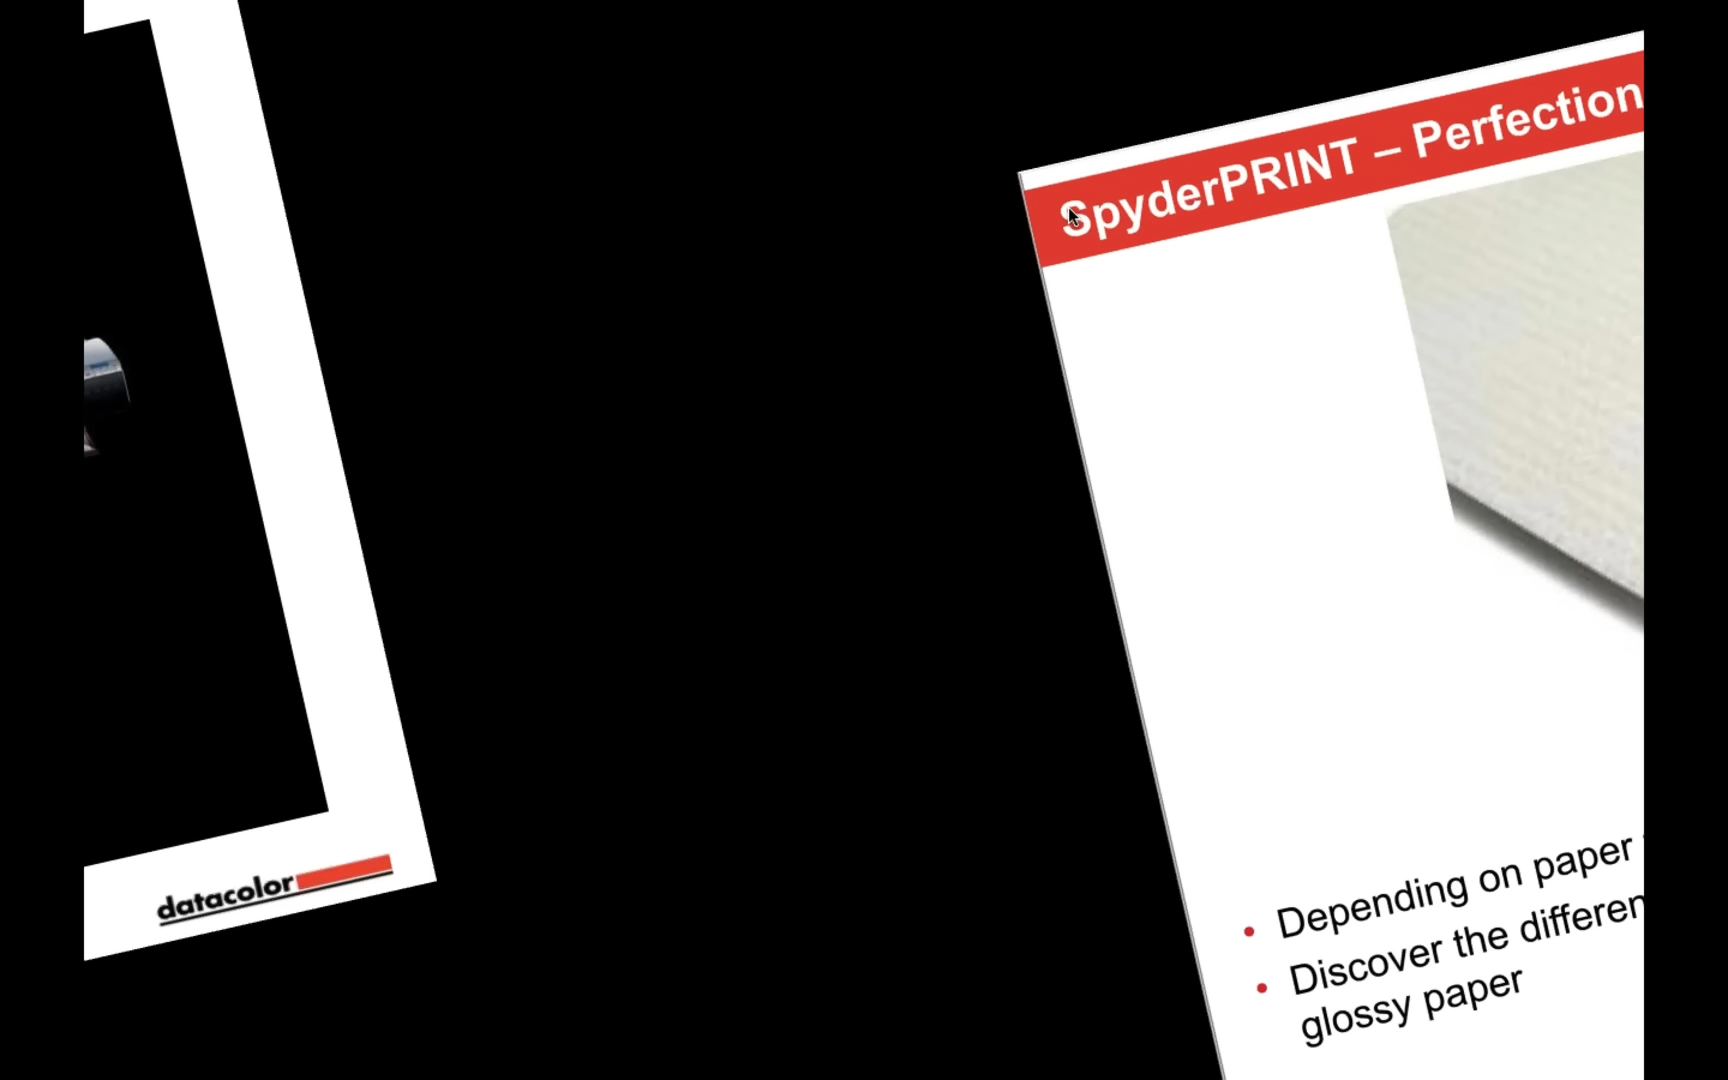 SpyderPRINT – Perfection
Depending on paper
Discover the differen
glossy paper
datacolor